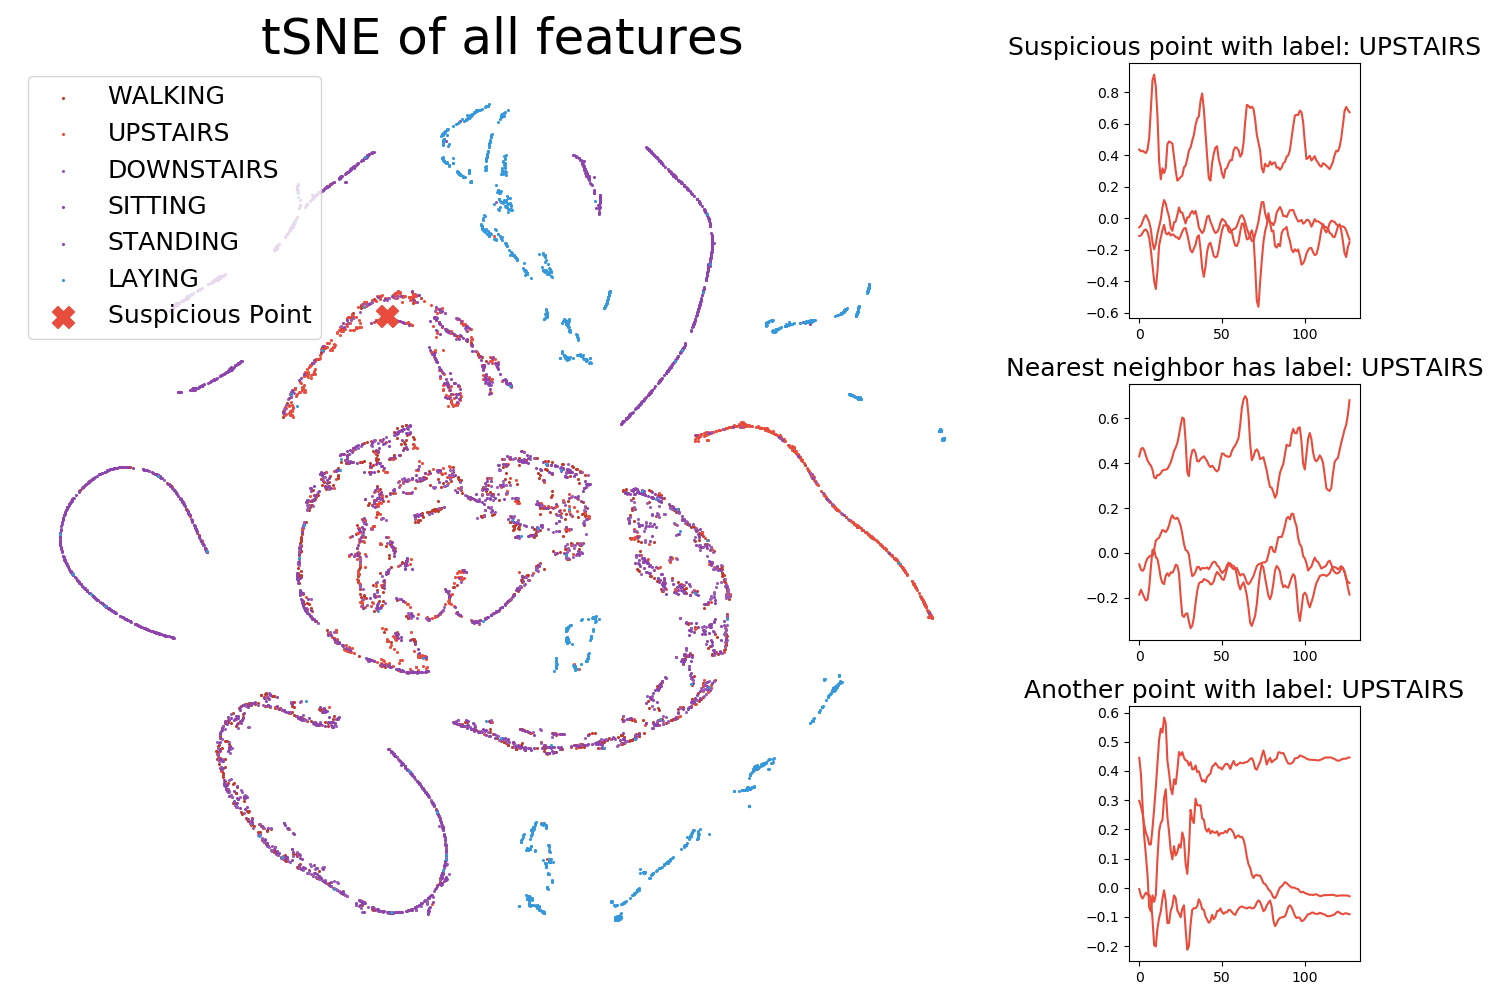 tSNE of all features
WALKING
UPSTAIRS
DOWNSTAIRS
SITTING
STANDING
LAYING
Suspicious Point
Suspicious point with label: UPSTAIRS
0.8
0.6
0.4
0.2
0.0
−0.2
−0.4
−0.6
0 50 100
Nearest neighbor has label: UPSTAIRS
0.6
0.4
0.2
0.0
−0.2
0 50 100
Another point with label: UPSTAIRS
0.6
0.5
0.4
0.3
0.2
0.1
0.0
−0.1
−0.2
0 50 100